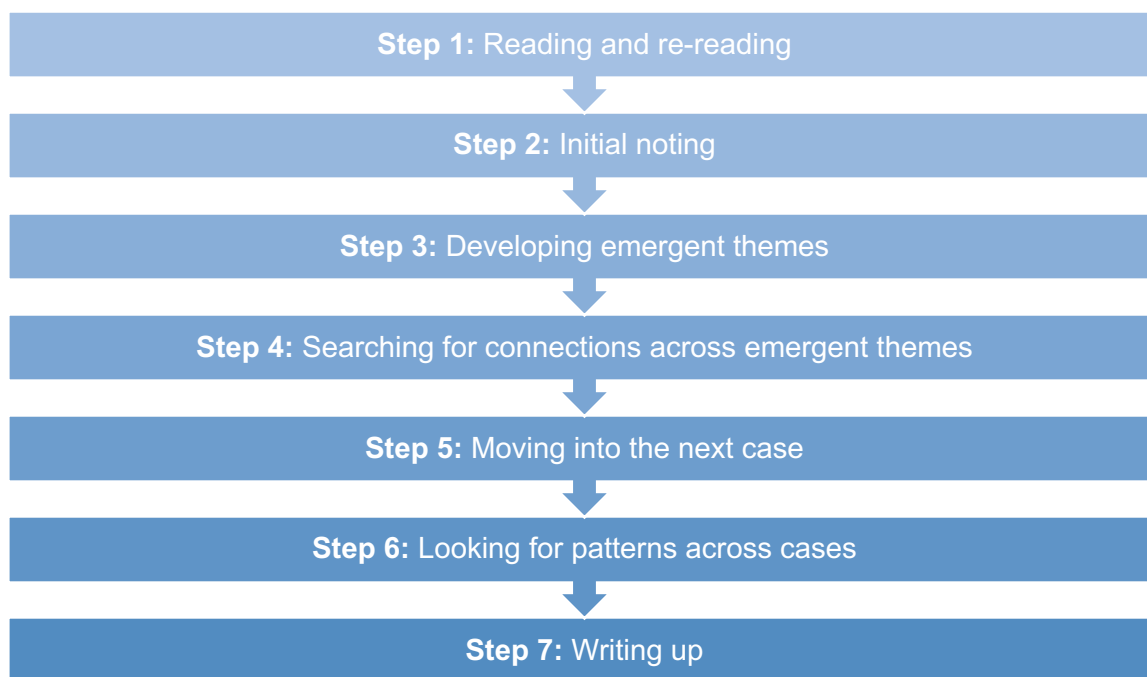 Step 1: Reading and re-reading
Step 2: Initial noting
Step 3: Developing emergent themes
Step 4: Searching for connections across emergent themes
Step 5: Moving into the next case
Step 6: Looking for patterns across cases
Step 7: Writing up